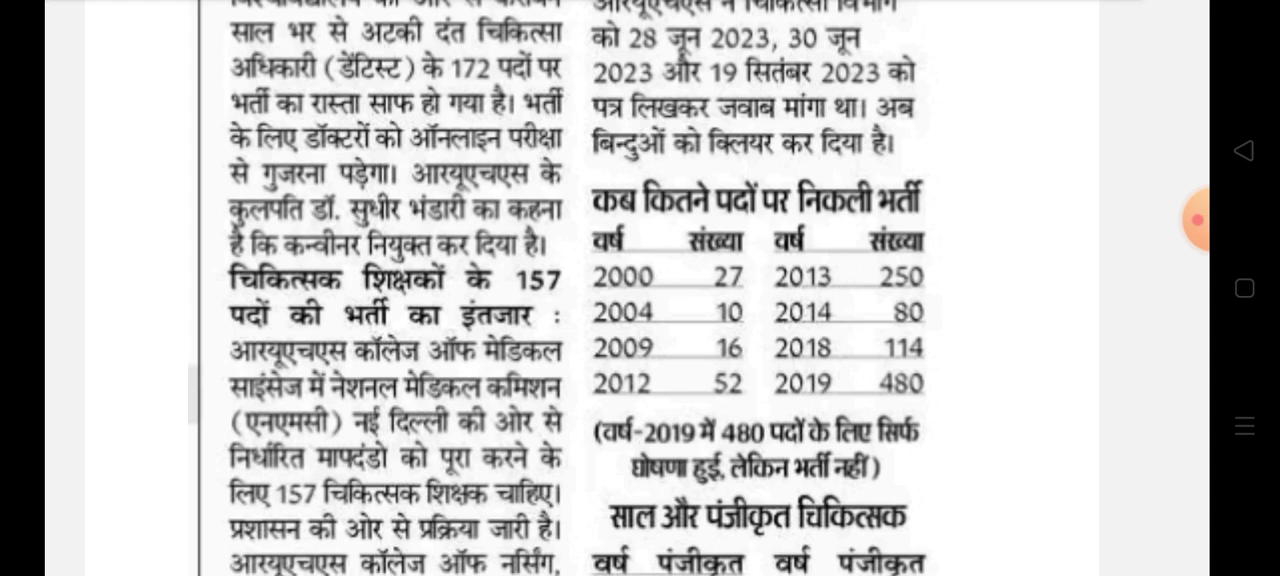 साल भर से अटकी दंत चिकित्सा
अधिकारी (डेंटिस्ट) के 172 पदों पर
भर्ती का रास्ता साफ हो गया है। भर्ती
के लिए डॉक्टरों को ऑनलाइन परीक्षा
से गुजरना पड़ेगा। आरयूएचएस के
कुलपति डॉ. सुधीर भंडारी का कहना
है कि कन्वीनर नियुक्त कर दिया है।
चिकित्सक शिक्षकों के 157
पदों की भर्ती का इंतजार :
आरयूएचएस कॉलेज ऑफ मेडिकल
साइंसेज में नेशनल मेडिकल कमिशन
(एनएमसी) नई दिल्ली की ओर से
निर्धारित मापदंडो को पूरा करने के
लिए 157 चिकित्सक शिक्षक चाहिए।
प्रशासन की ओर से प्रक्रिया जारी है।
आरयूएचएस कॉलेज ऑफ नर्सिंग,
आरयूएचएस ने चिकित्सा विभाग
को 28 जून 2023, 30 जून
2023 और 19 सितंबर 2023 को
पत्र लिखकर जवाब मांगा था। अब
बिन्दुओं को क्लियर कर दिया है।
कब कितने पदों पर निकली भर्ती
वर्ष संख्या वर्ष संख्या
2000 27 2013 250
2004 10 2014 80
2009 16 2018 114
2012 52 2019 480
(वर्ष-2019 में 480 पदों के लिए सिर्फ
घोषणा हुई, लेकिन भर्ती नहीं)
साल और पंजीकृत चिकित्सक
वर्ष पंजीकृत वर्ष पंजीकृत